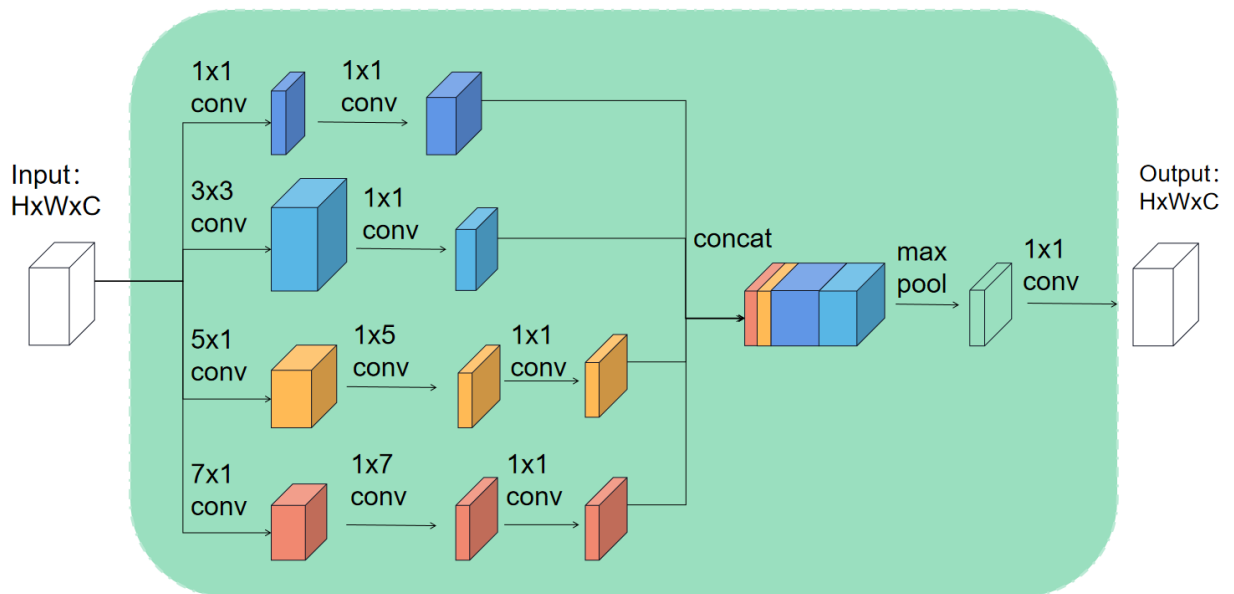 1x1
conv
1x1
conv
Input:
HxWxC
3x3
conv
1x1
conv
concat
max
pool
1x1
conv
Output:
HxWxC
5x1
conv
1x5
conv
1x1
conv
7x1
conv
1x7
conv
1x1
conv